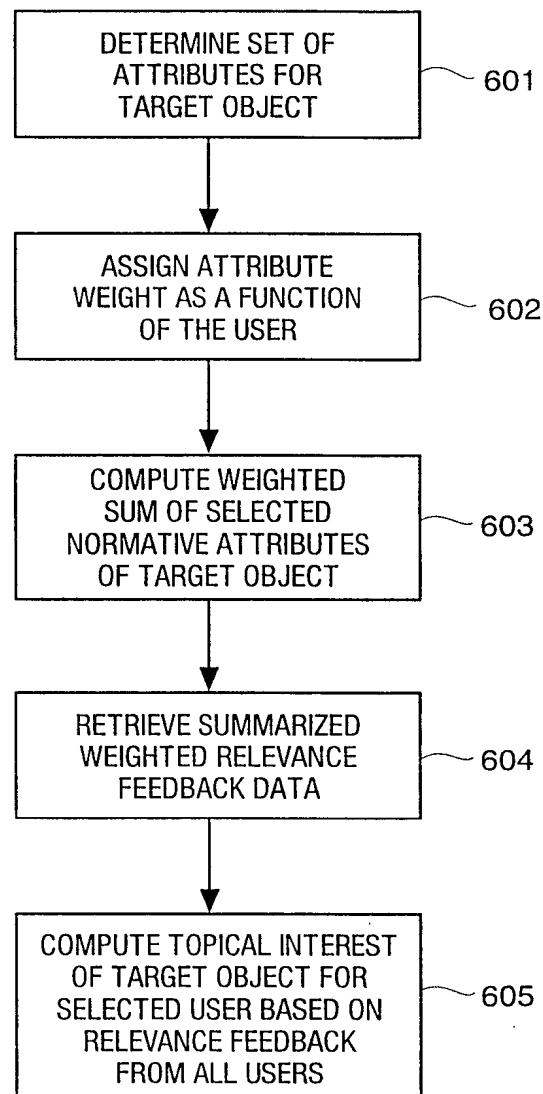 DETERMINE SET OF
ATTRIBUTES FOR
TARGET OBJECT
601
ASSIGN ATTRIBUTE
WEIGHT AS A FUNCTION
OF THE USER
602
COMPUTE WEIGHTED
SUM OF SELECTED
NORMATIVE ATTRIBUTES
OF TARGET OBJECT
603
RETRIEVE SUMMARIZED
WEIGHTED RELEVANCE
FEEDBACK DATA
604
COMPUTE TOPICAL INTEREST
OF TARGET OBJECT FOR
SELECTED USER BASED ON
RELEVANCE FEEDBACK
FROM ALL USERS
605